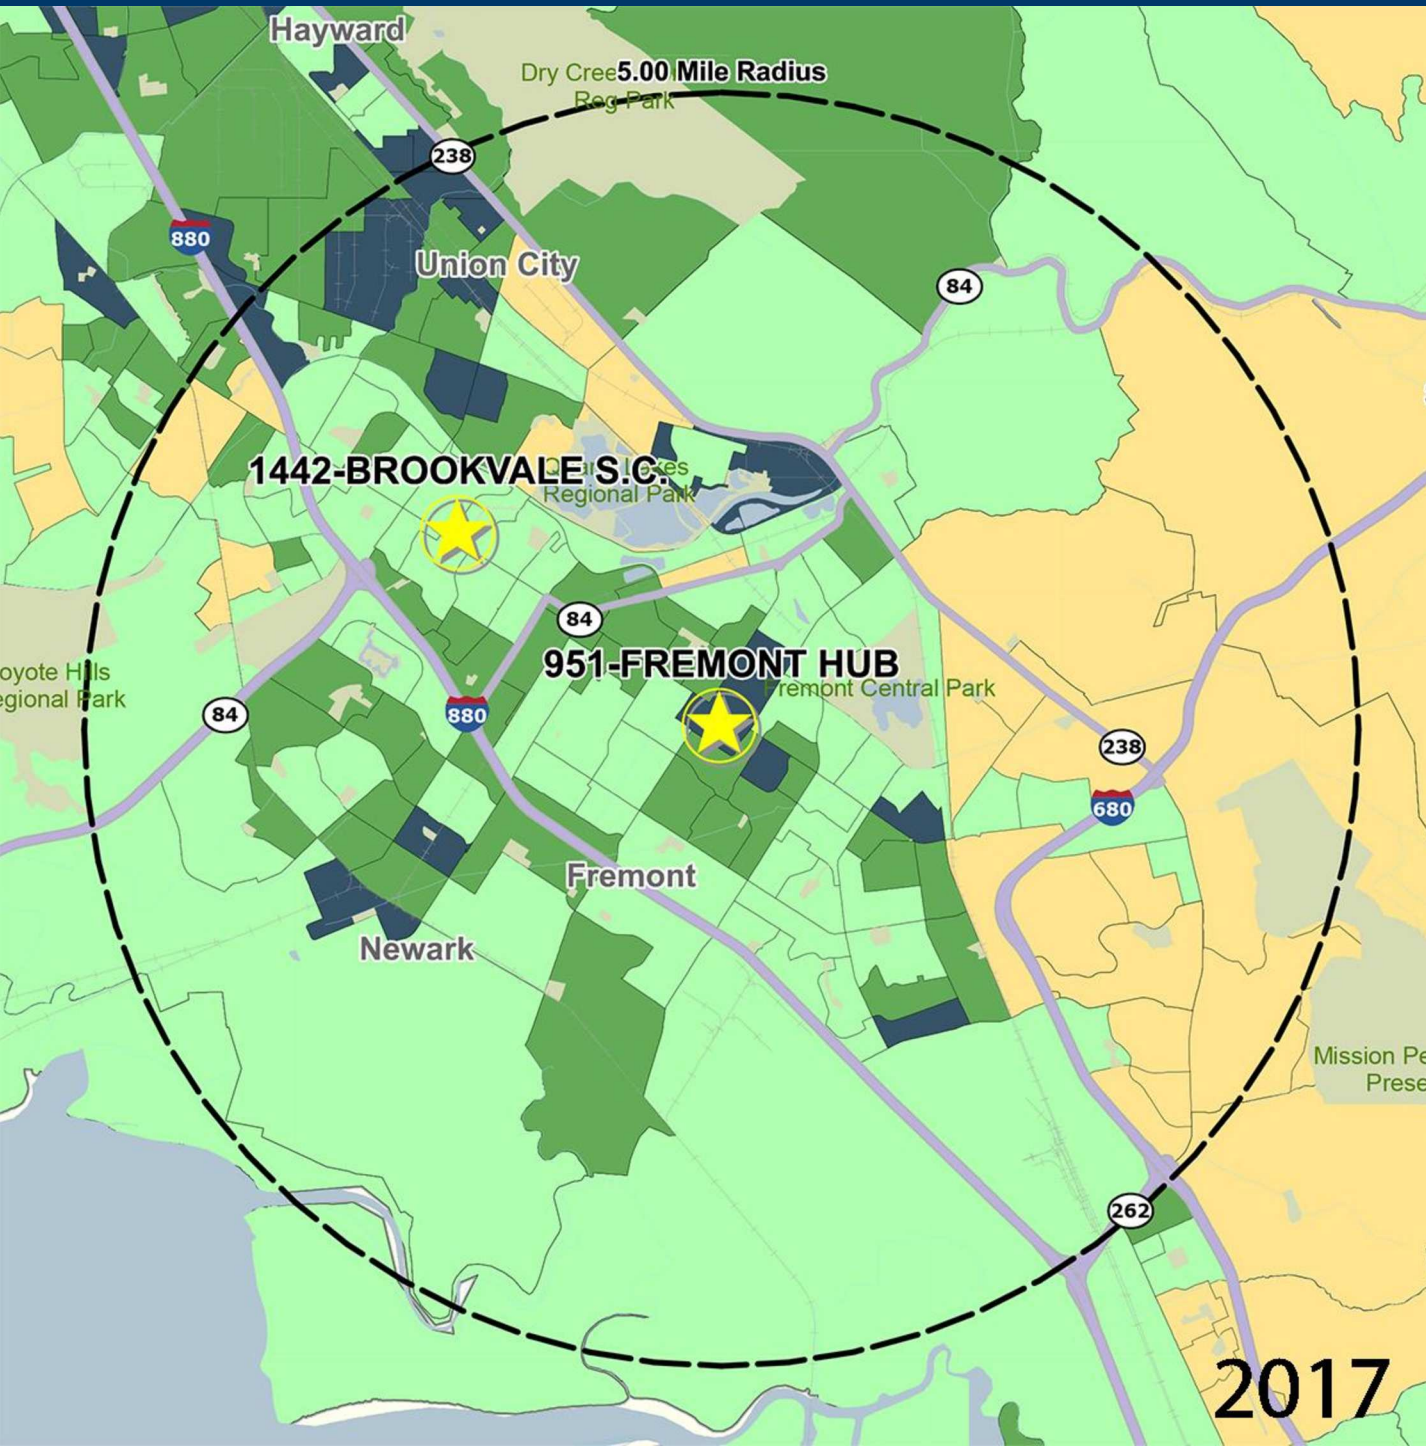 Hayward
Dry Cree 5.00 Mile Radius
Reg Park
238
880
Union City
84
1442-BROOKVALE S.C.
Regional Park
84
951-FREMONT HUB
oyote Hills
egional Park
Fremont Central Park
84
880
238
680
Fremont
Newark
Mission Pe
Prese
262
2017